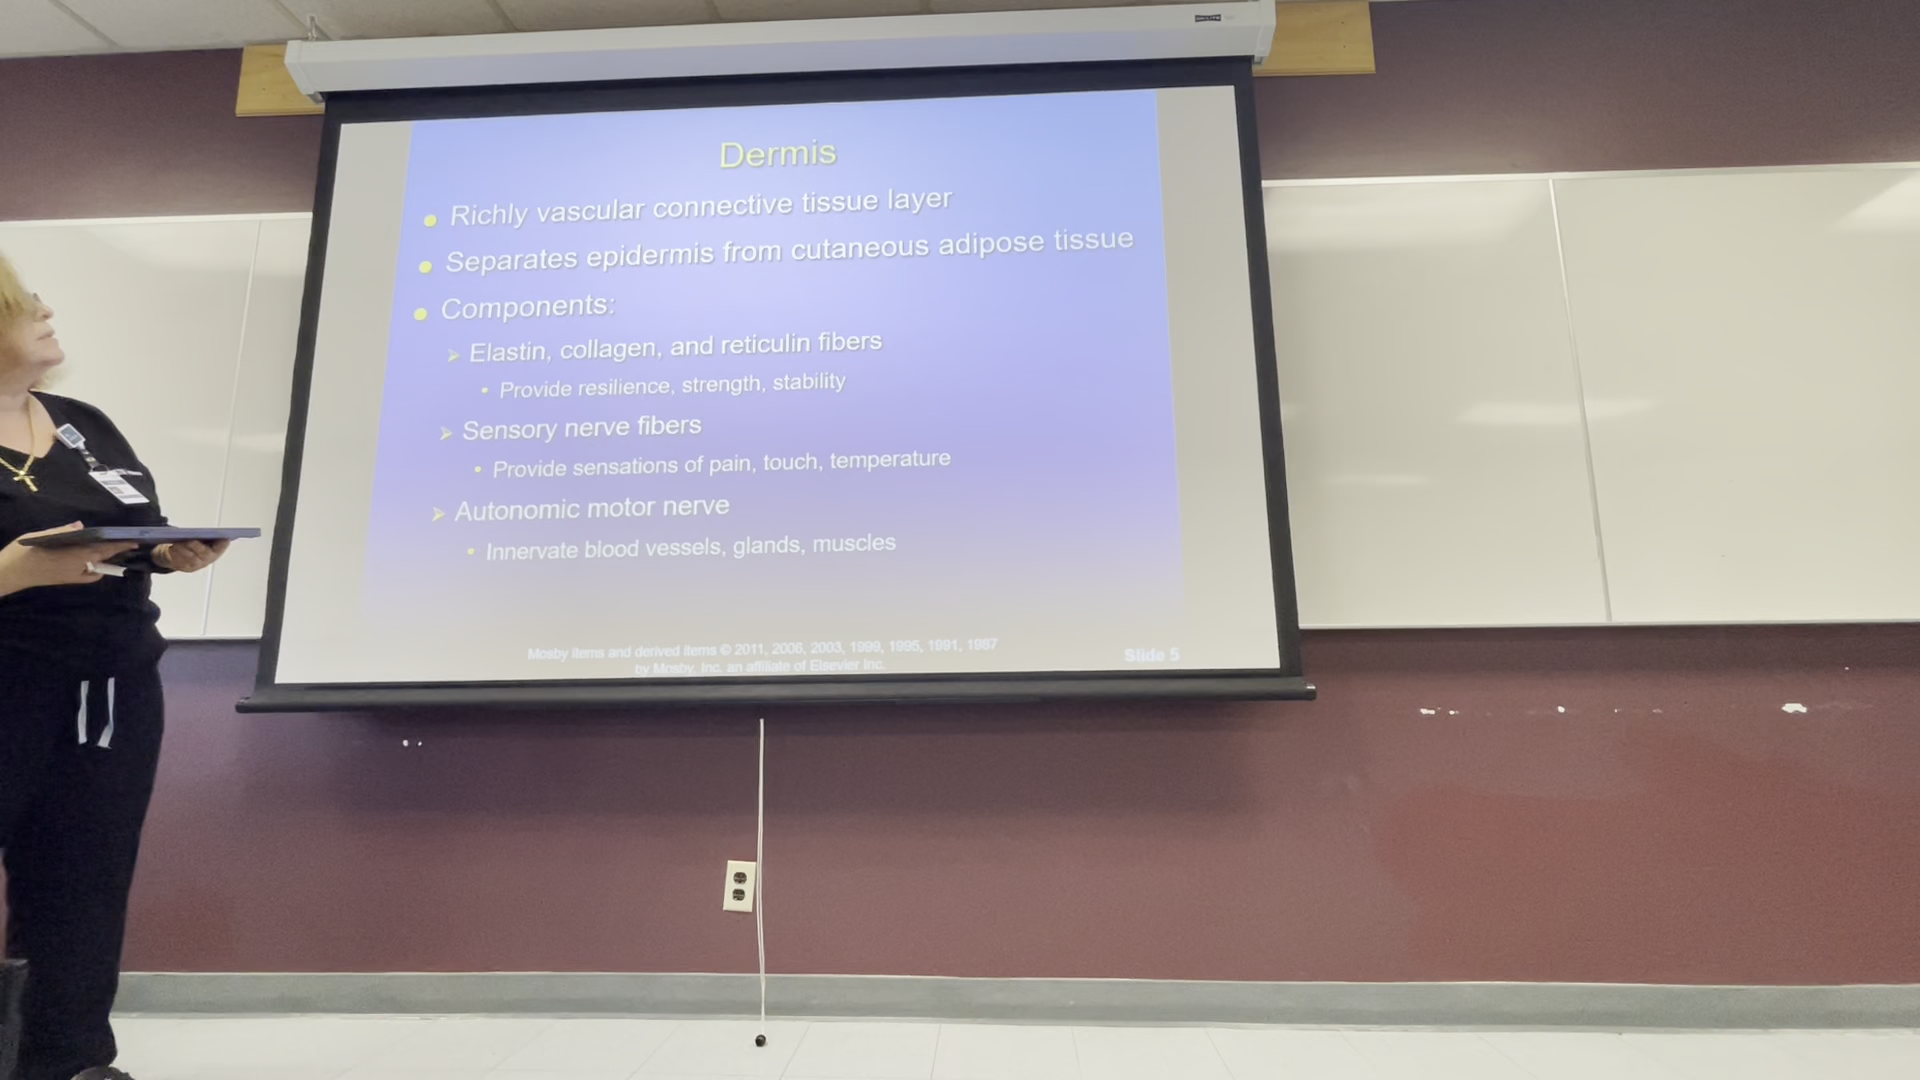 Dermis
Richly vascular connective tissue layer
Separates epidermis from cutaneous adipose tissue
Components:
Elastin, collagen, and reticulin fibers
Provide resilience, strength, stability
Sensory nerve fibers
Provide sensations of pain, touch, temperature
Autonomic motor nerve
Innervate blood vessels, glands, muscles
Mosby items and derived items © 2011, 2006, 2003, 1999, 1995, 1991, 1987
by Mosby, Inc. an affiliate of Elsevier Inc.
Slide 5